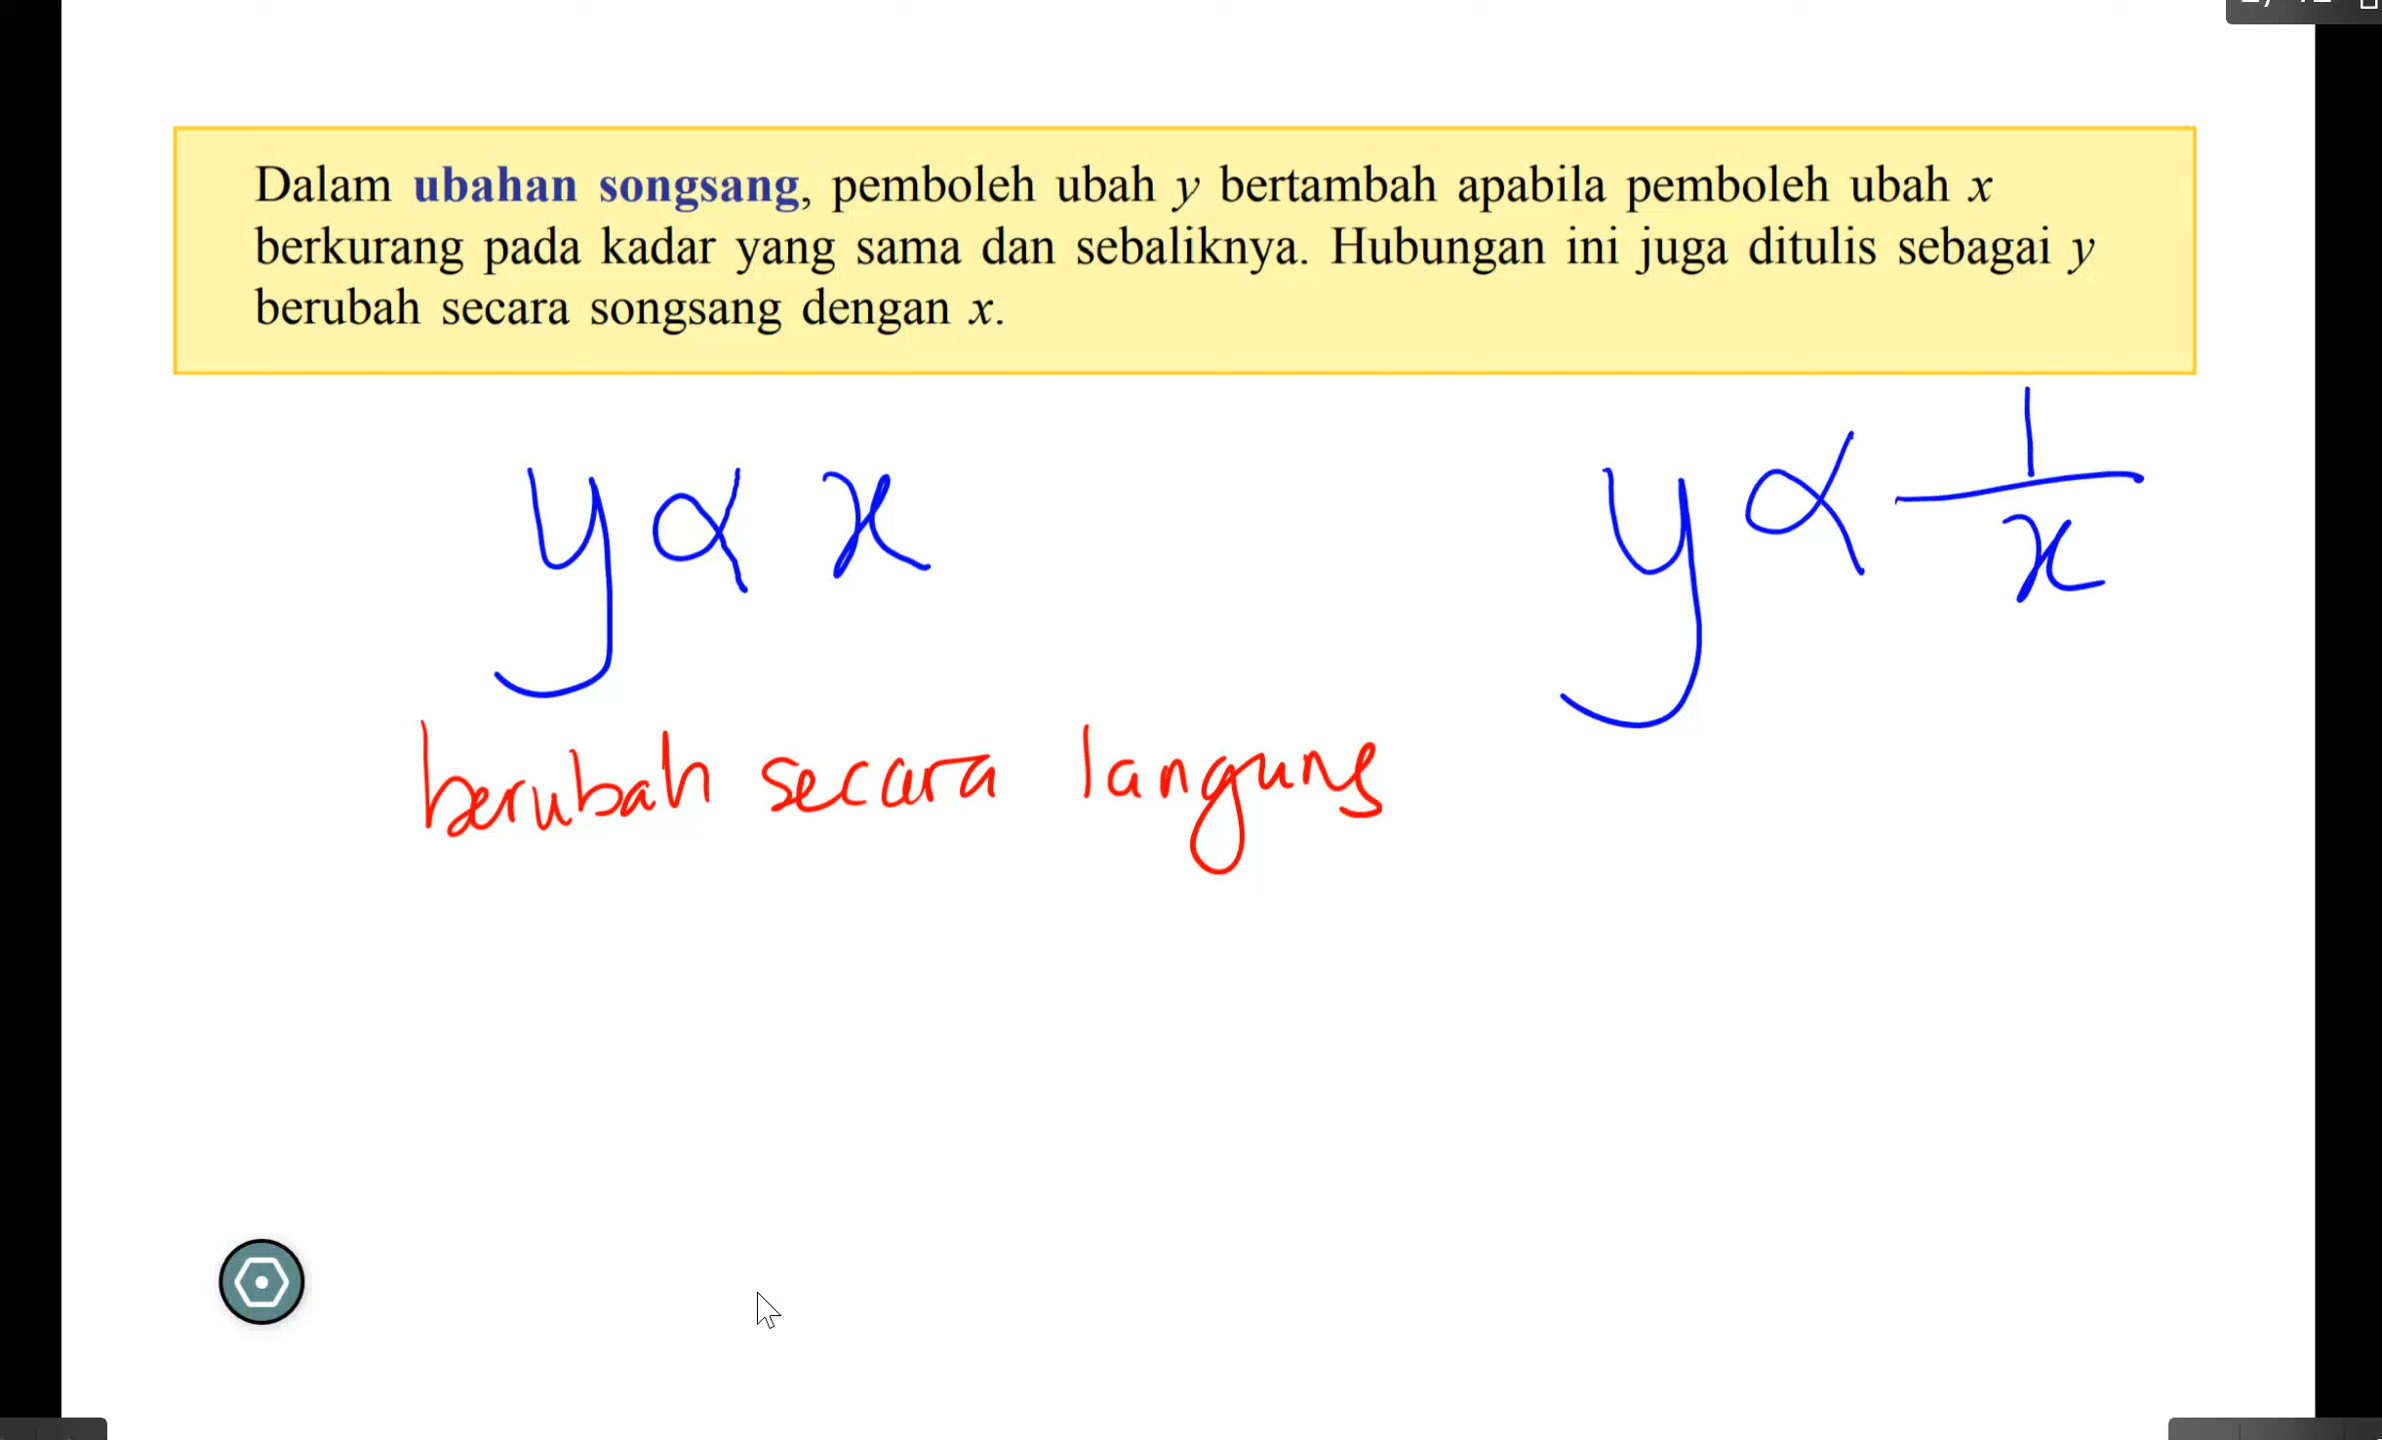 Dalam ubahan songsang, pemboleh ubah y bertambah apabila pemboleh ubah x
berkurang pada kadar yang sama dan sebaliknya. Hubungan ini juga ditulis sebagai y
berubah secara songsang dengan x.
y ∝ x
y ∝ 1/x
berubah secara langung